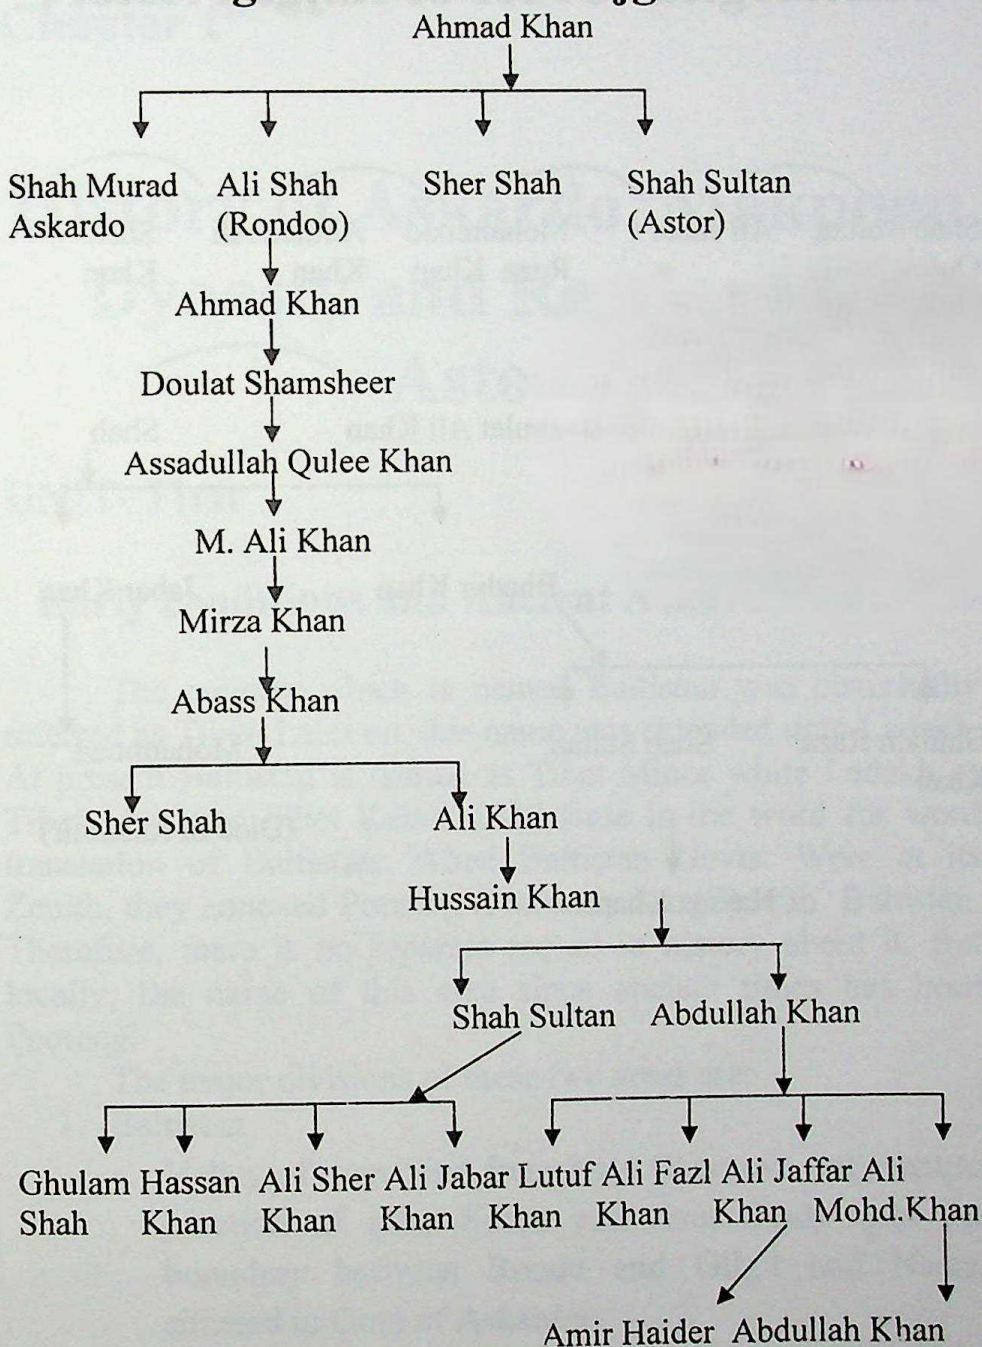 Ahmad Khan
Shah Murad Ali Shah Sher Shah Shah Sultan
Askardo (Rondoo) (Astor)
Ahmad Khan
Doulat Shamsheer
Assadullah Qulee Khan
M. Ali Khan
Mirza Khan
Abass Khan
Sher Shah Ali Khan
Hussain Khan
Shah Sultan Abdullah Khan
Ghulam Hassan Ali Sher Ali Jabar Lutuf Ali Fazl Ali Jaffar Ali
Shah Khan Khan Khan Khan Khan Khan Mohd.Khan
Amir Haider Abdullah Khan